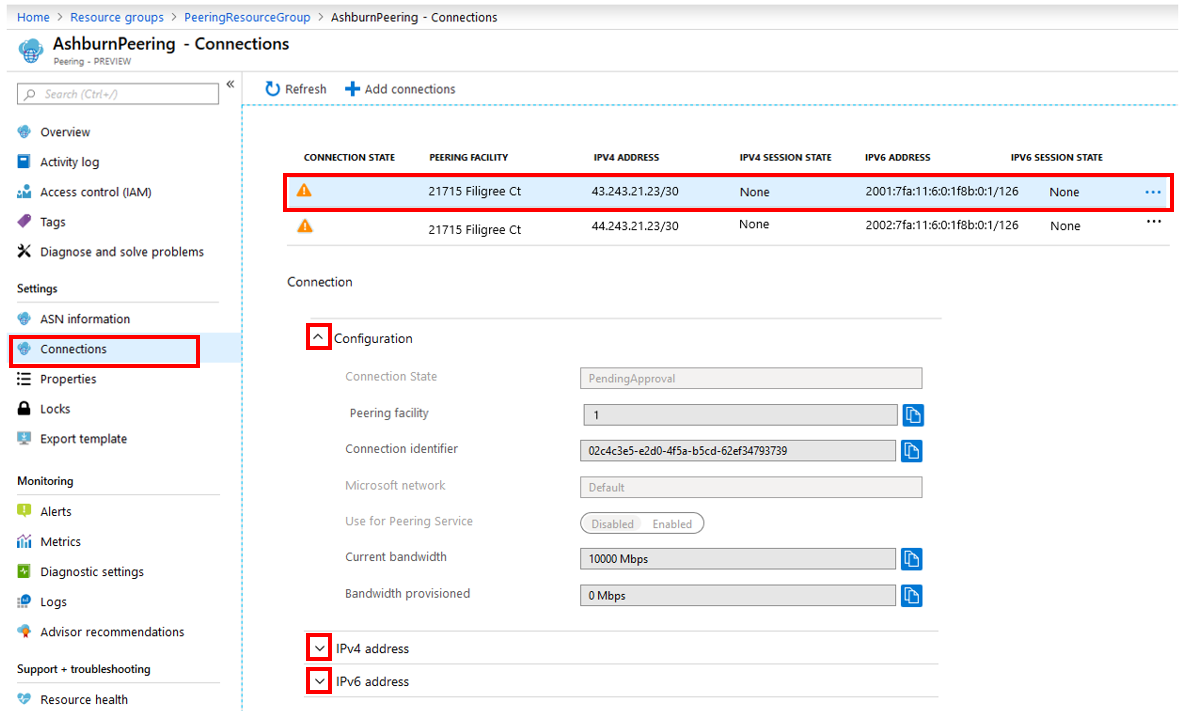 Home > Resource groups > PeeringResourceGroup > AshburnPeering - Connections
AshburnPeering - Connections
Peering - PREVIEW
Search (Ctrl+/)
«
Overview
Activity log
Access control (IAM)
Tags
Diagnose and solve problems
Settings
ASN information
Connections
Properties
Locks
Export template
Monitoring
Alerts
Metrics
Diagnostic settings
Logs
Advisor recommendations
Support + troubleshooting
Resource health
Refresh Add connections
CONNECTION STATE PEERING FACILITY IPV4 ADDRESS IPV4 SESSION STATE IPV6 ADDRESS IPV6 SESSION STATE
21715 Filigree Ct 43.243.21.23/30 None 2001:7fa:11:6:0:1f8b:0:1/126 None ...
21715 Filigree Ct 44.243.21.23/30 None 2002:7fa:11:6:0:1f8b:0:1/126 None ...
Connection
Configuration
Connection State PendingApproval
Peering facility 1
Connection identifier 02c4c3e5-e2d0-4f5a-b5cd-62ef34793739
Microsoft network Default
Use for Peering Service Disabled Enabled
Current bandwidth 10000 Mbps
Bandwidth provisioned 0 Mbps
IPv4 address
IPv6 address